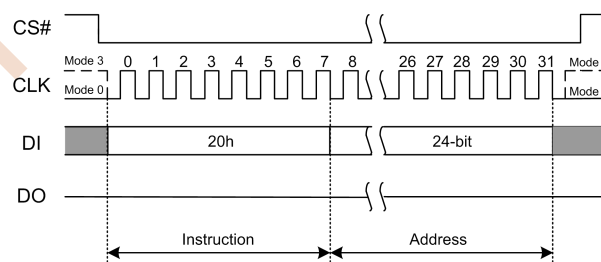 CS#
Mode 3 0 1 2 3 4 5 6 7 8 26 27 28 29 30 31 Mode
CLK
Mode 0 Mode
DI 20h 24-bit
DO
Instruction Address